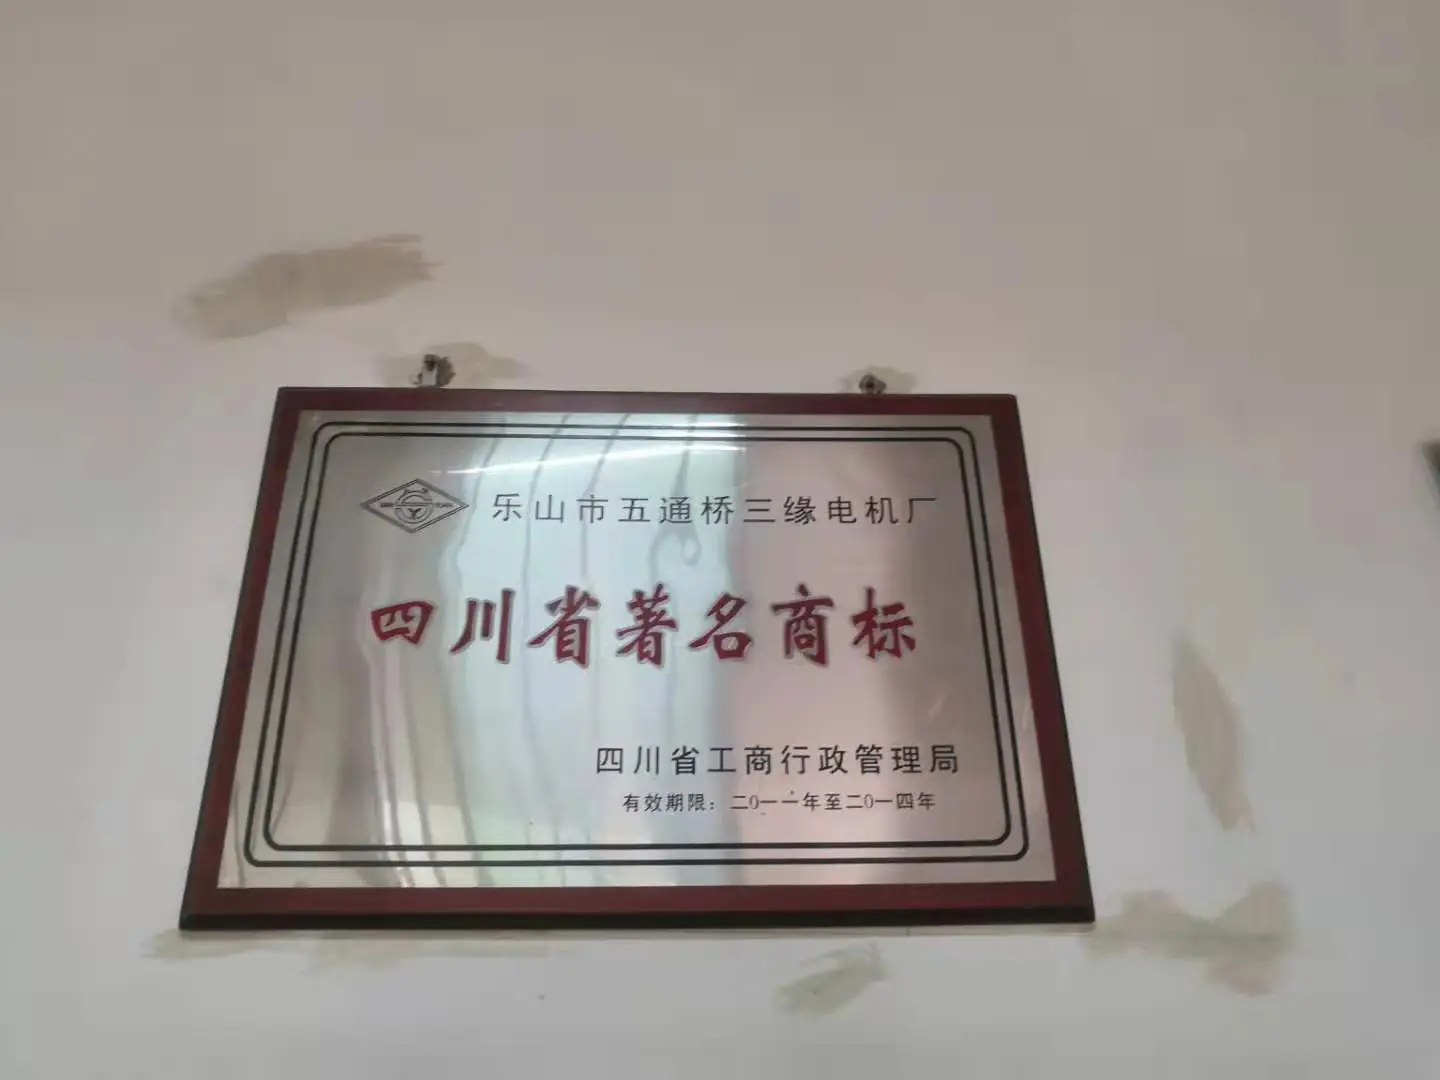 乐山市五通桥三缘电机厂
四川省著名商标
四川省工商行政管理局
有效期限：二0一一年至二0一四年